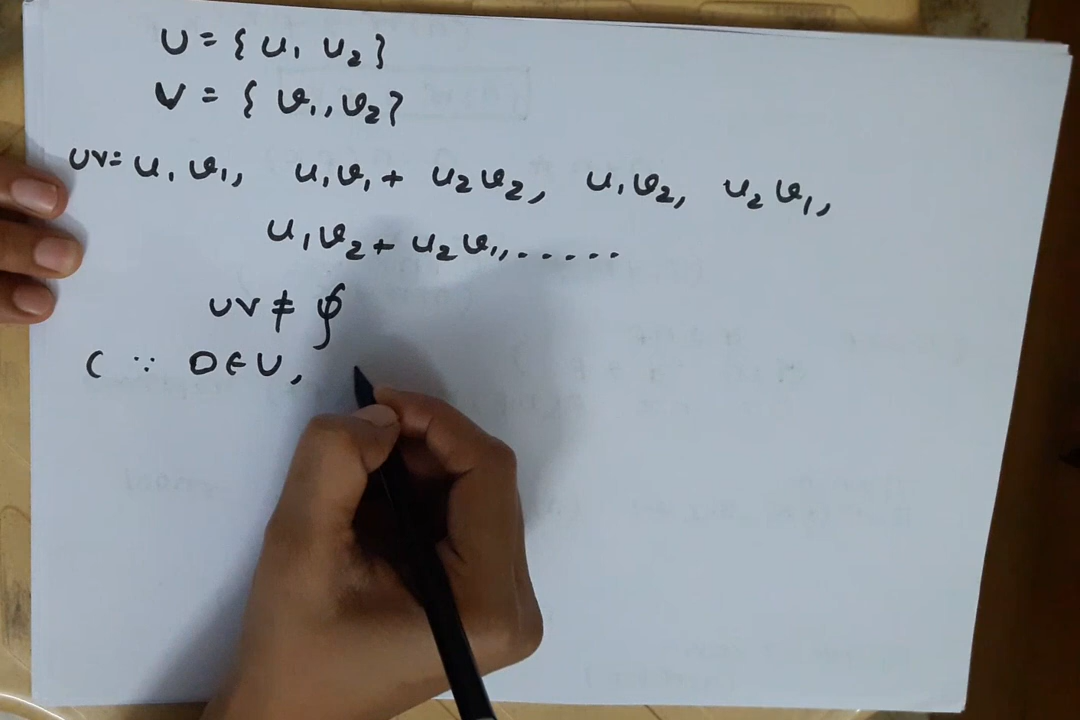 U = { u₁ u₂ }
V = { v₁, v₂ }
UV = u₁ v₁, u₁v₁ + u₂v₂, u₁v₂, u₂v₁,
u₁v₂ + u₂v₁, . . . . . .
UV ≠ ϕ
( ∵ 0 ∈ U,